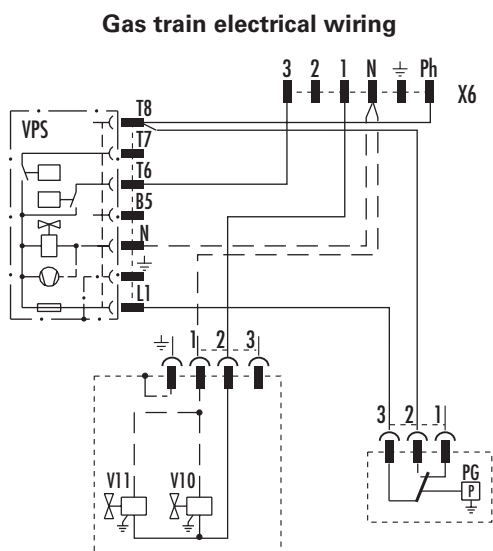 Gas train electrical wiring
3 2 1 N Ph
X6
VPS
T8
T7
T6
B5
N
L1
1 2 3
3 2 1
V11 V10
PG
P